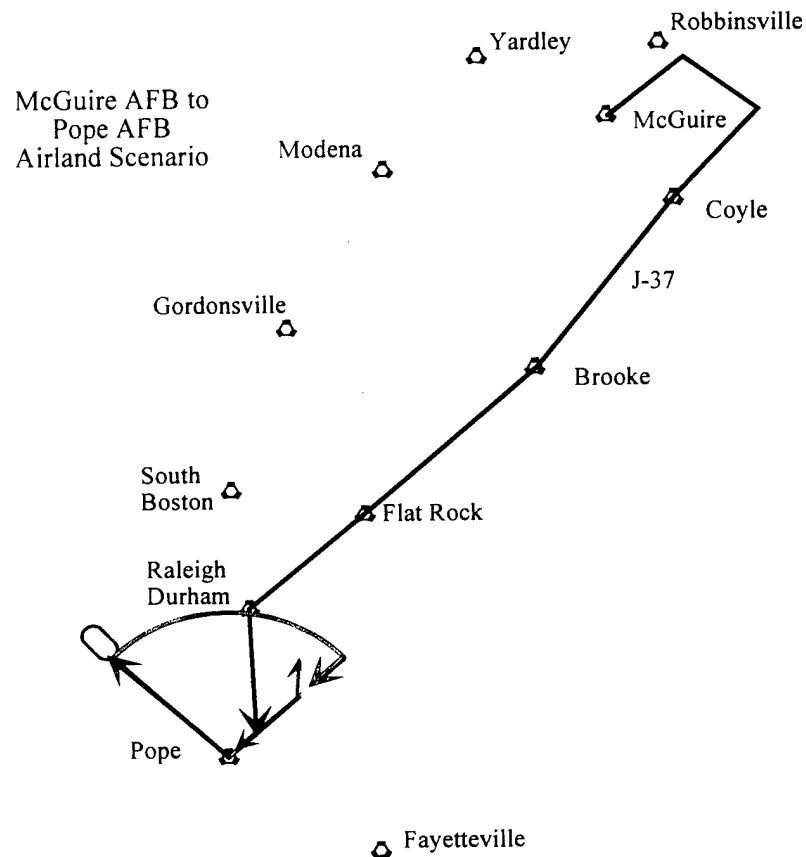 Robbinsville
Yardley
McGuire AFB to
Pope AFB
Airland Scenario
McGuire
Modena
Coyle
J-37
Gordonsville
Brooke
South
Boston
Flat Rock
Raleigh
Durham
Pope
Fayetteville